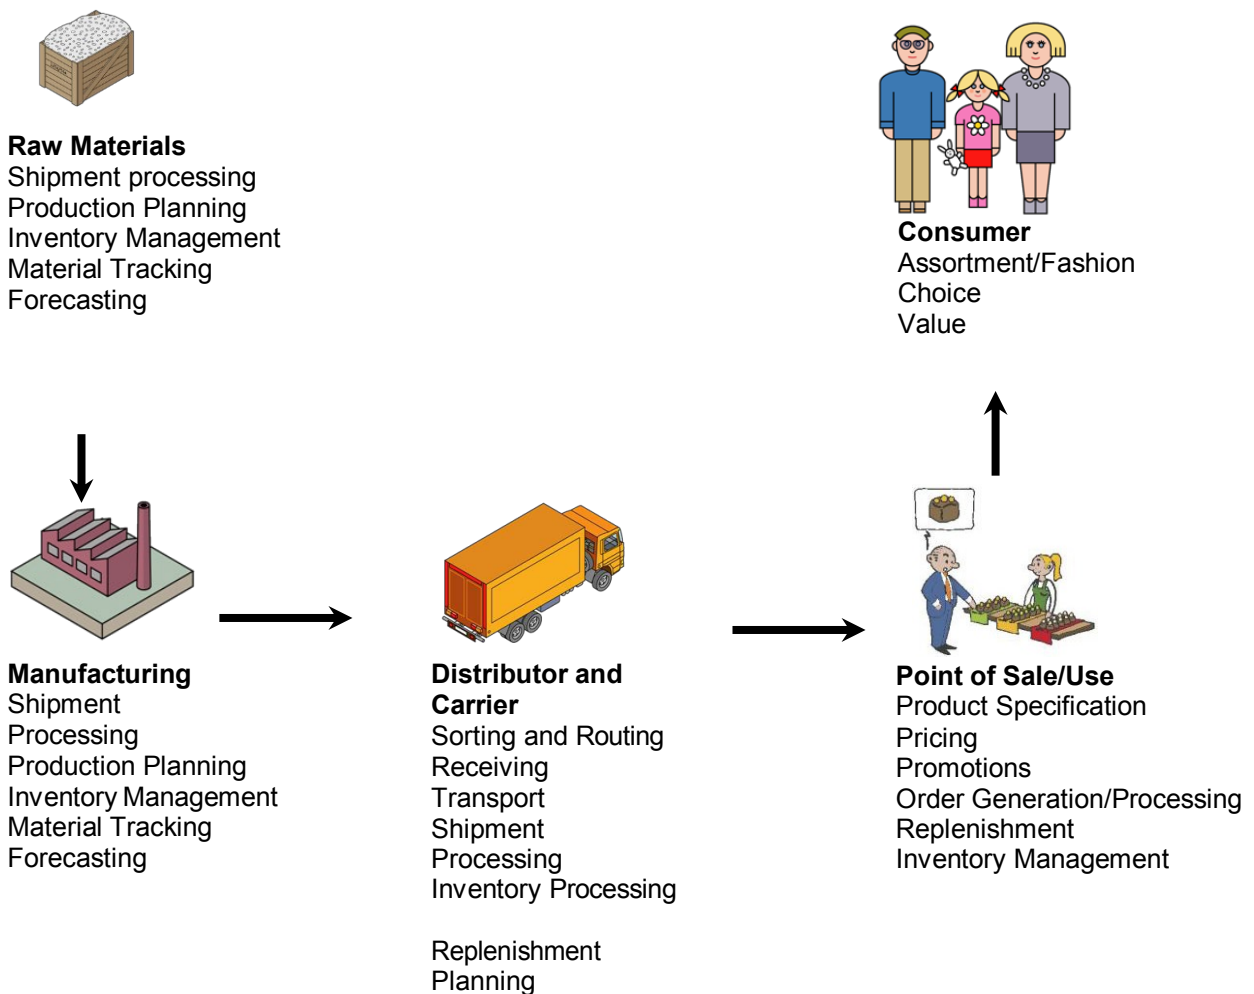 Raw Materials
Shipment processing
Production Planning
Inventory Management
Material Tracking
Forecasting
Consumer
Assortment/Fashion
Choice
Value
Manufacturing
Shipment
Processing
Production Planning
Inventory Management
Material Tracking
Forecasting
Distributor and
Carrier
Sorting and Routing
Receiving
Transport
Shipment
Processing
Inventory Processing
Replenishment
Planning
Point of Sale/Use
Product Specification
Pricing
Promotions
Order Generation/Processing
Replenishment
Inventory Management